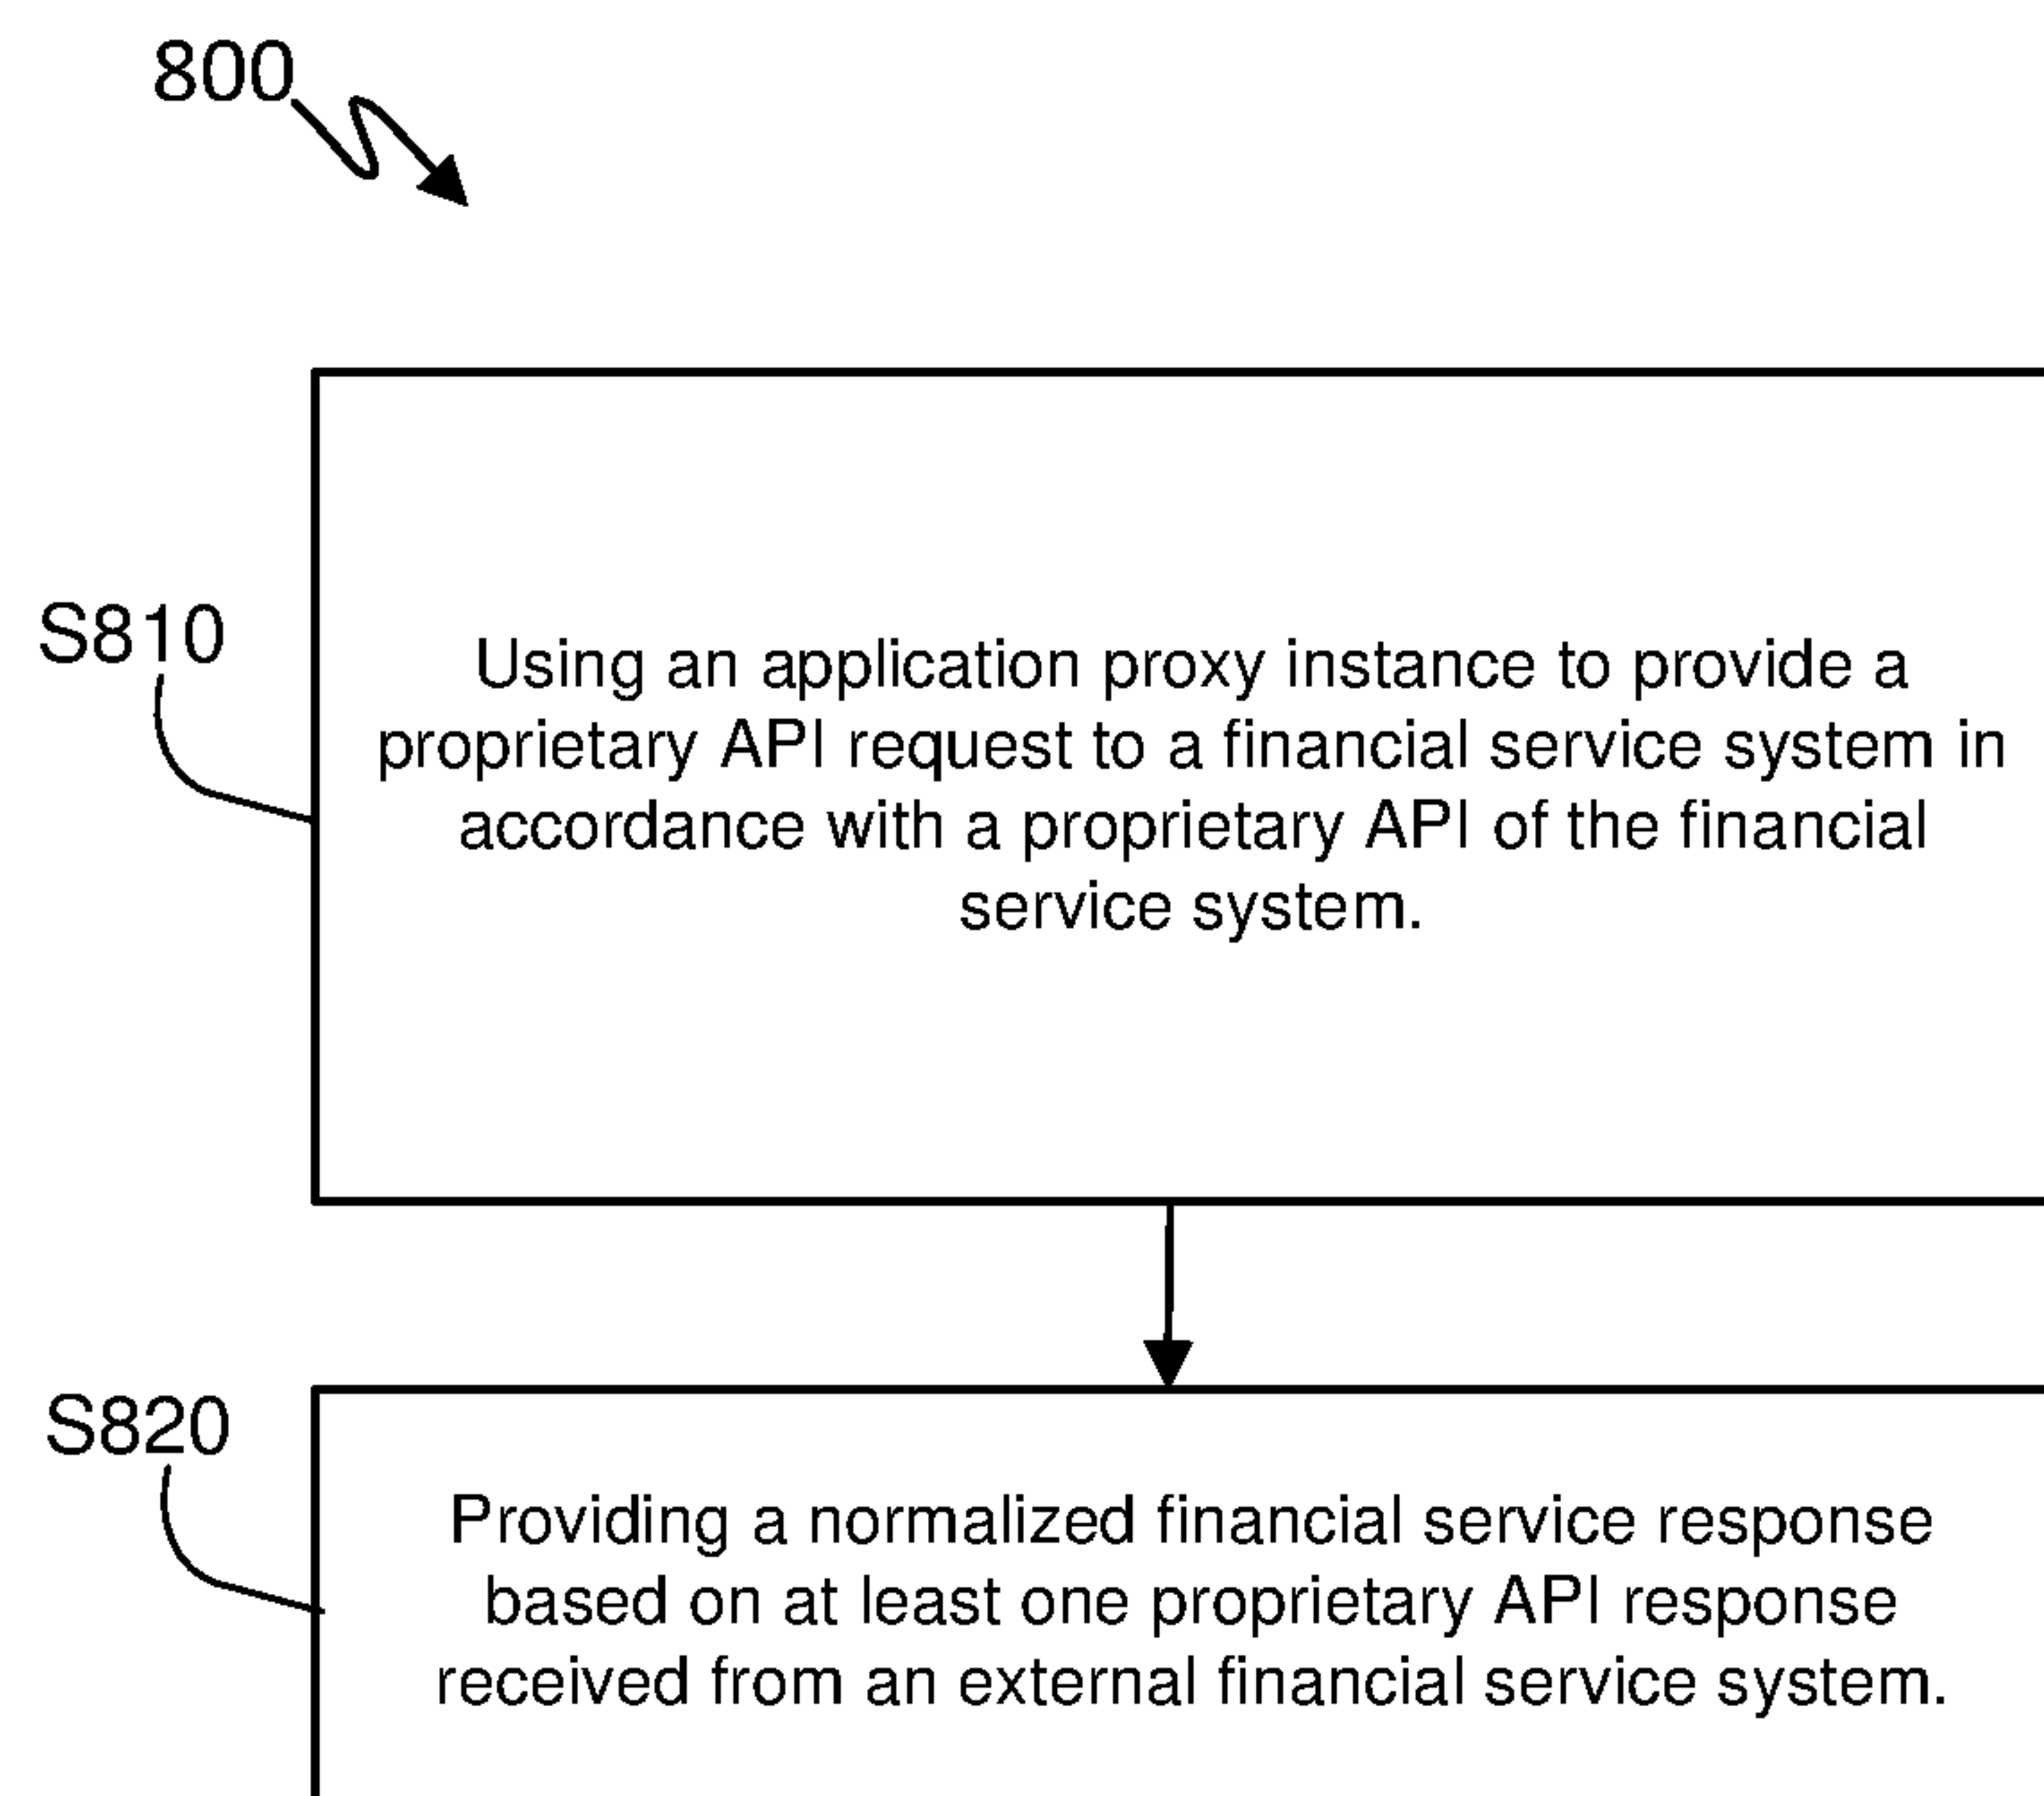 800
S810
Using an application proxy instance to provide a
proprietary API request to a financial service system in
accordance with a proprietary API of the financial
service system.
S820
Providing a normalized financial service response
based on at least one proprietary API response
received from an external financial service system.